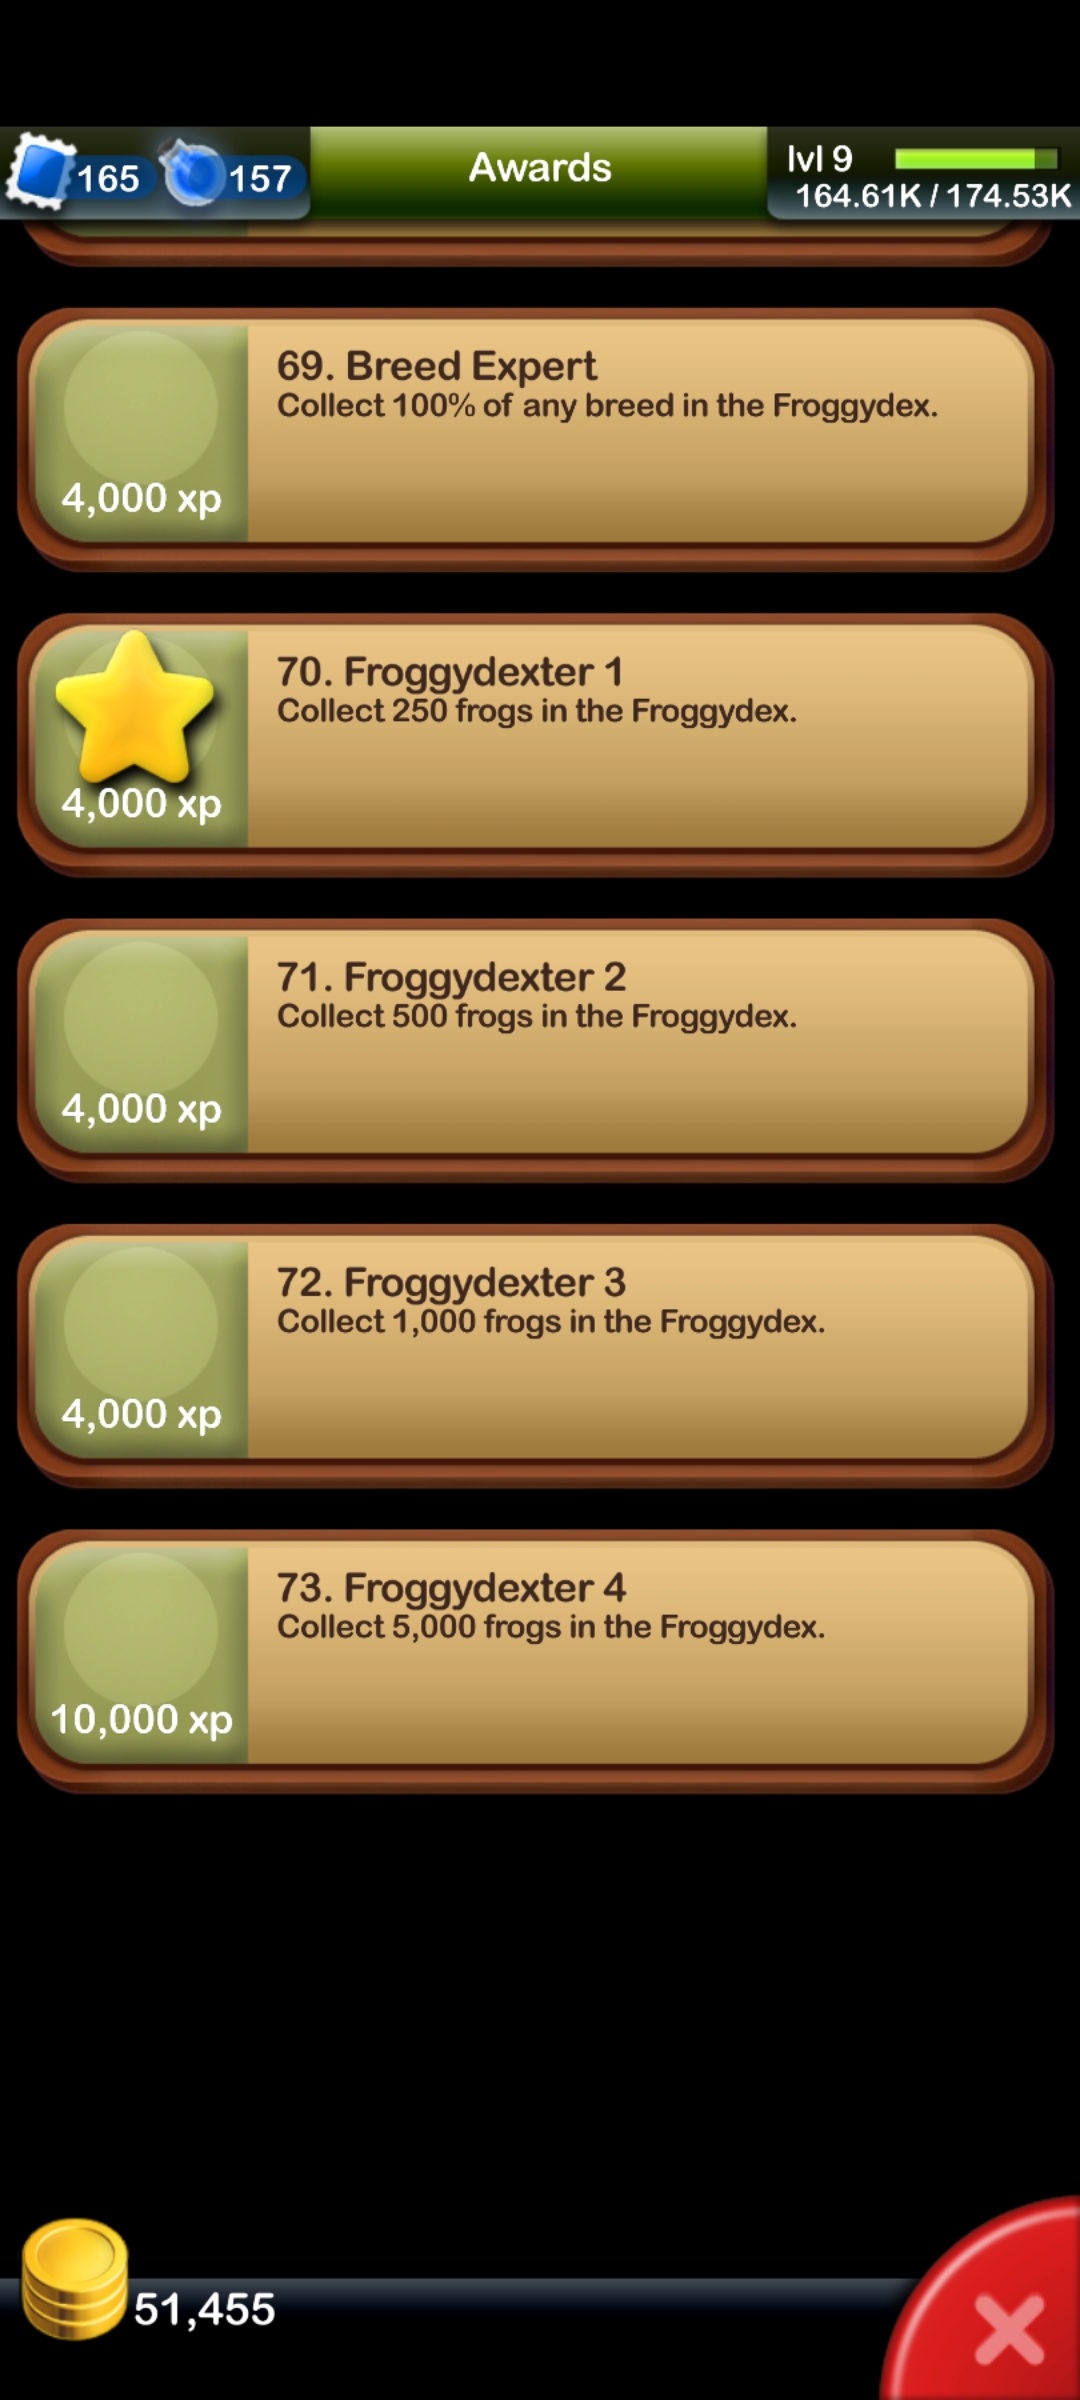 165
157
Awards
lvl 9
164.61K / 174.53K
69. Breed Expert
Collect 100% of any breed in the Froggydex.
4,000 xp
70. Froggydexter 1
Collect 250 frogs in the Froggydex.
4,000 xp
71. Froggydexter 2
Collect 500 frogs in the Froggydex.
4,000 xp
72. Froggydexter 3
Collect 1,000 frogs in the Froggydex.
4,000 xp
73. Froggydexter 4
Collect 5,000 frogs in the Froggydex.
10,000 xp
51,455